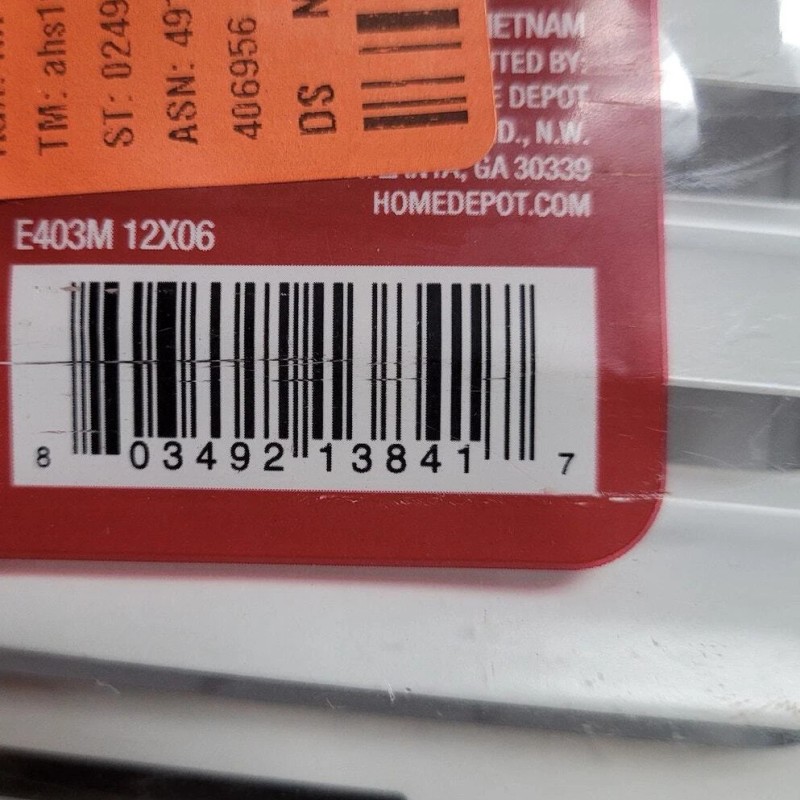 TM: ahs1
ST: 0249
ASN: 49
406956
DS N
IETNAM
TED BY:
E DEPOT
D., N.W.
GA 30339
HOMEDEPOT.COM
E403M 12X06
8 03492 13841 7